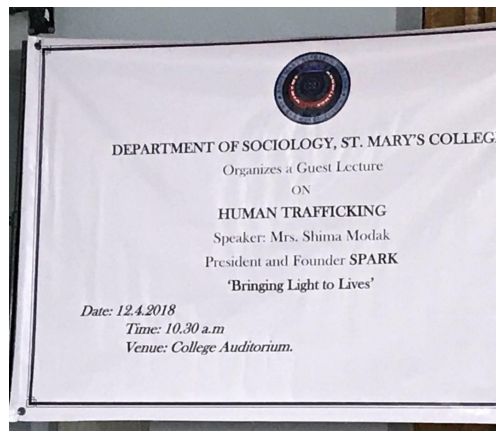 DEPARTMENT OF SOCIOLOGY, ST. MARY'S COLLEG
Organizes a Guest Lecture
ON
HUMAN TRAFFICKING
Speaker: Mrs. Shima Modak
President and Founder SPARK
'Bringing Light to Lives'
Date: 12.4.2018
Time: 10.30 a.m
Venue: College Auditorium.